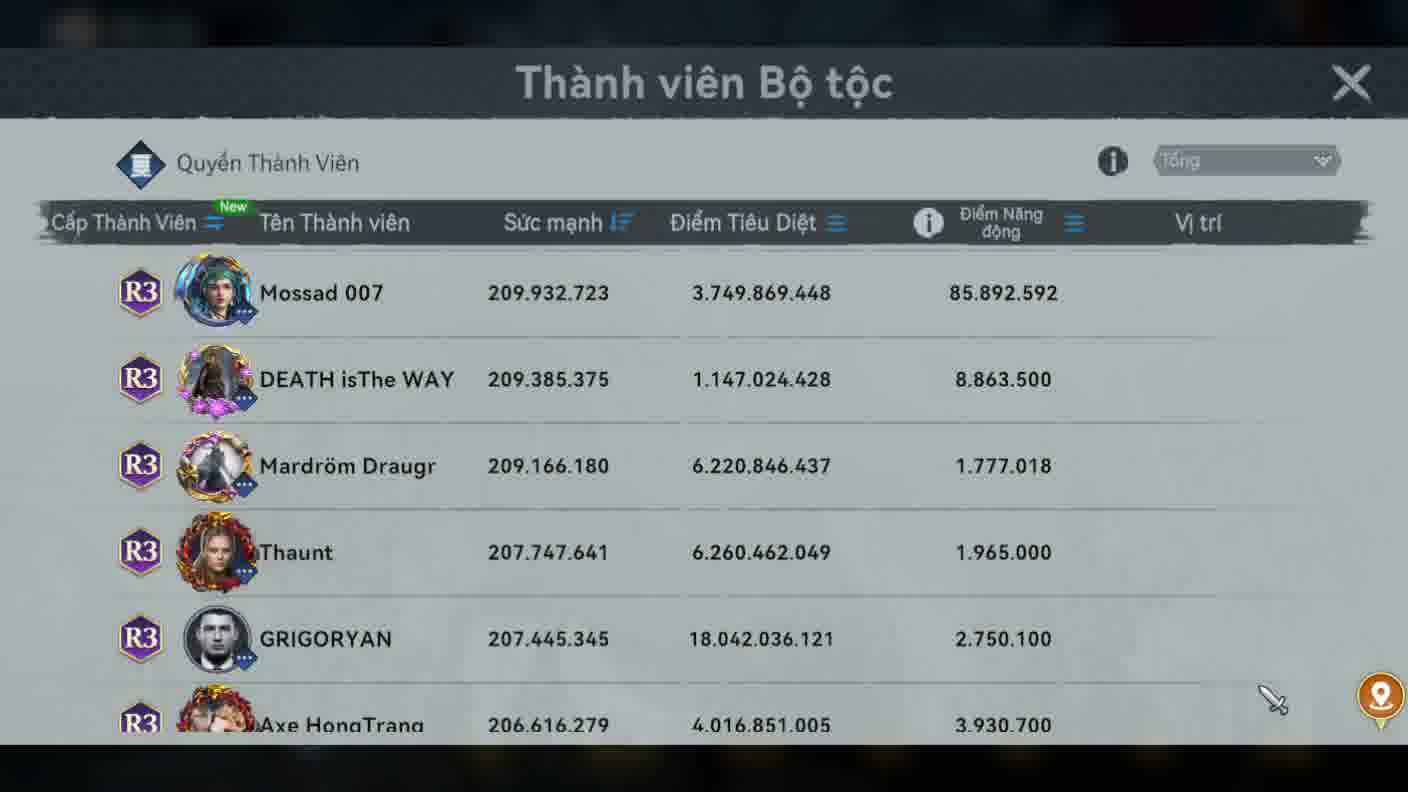 Thành viên Bộ tộc
Quyền Thành Viên
Tổng
Cấp Thành Viên New Tên Thành viên Sức mạnh Điểm Tiêu Diệt Điểm Năng động Vị trí
R3 Mossad 007 209.932.723 3.749.869.448 85.892.592
R3 DEATH isThe WAY 209.385.375 1.147.024.428 8.863.500
R3 Mardröm Draugr 209.166.180 6.220.846.437 1.777.018
R3 Thaunt 207.747.641 6.260.462.049 1.965.000
R3 GRIGORYAN 207.445.345 18.042.036.121 2.750.100
R3 Axe HongTrang 206.616.279 4.016.851.005 3.930.700